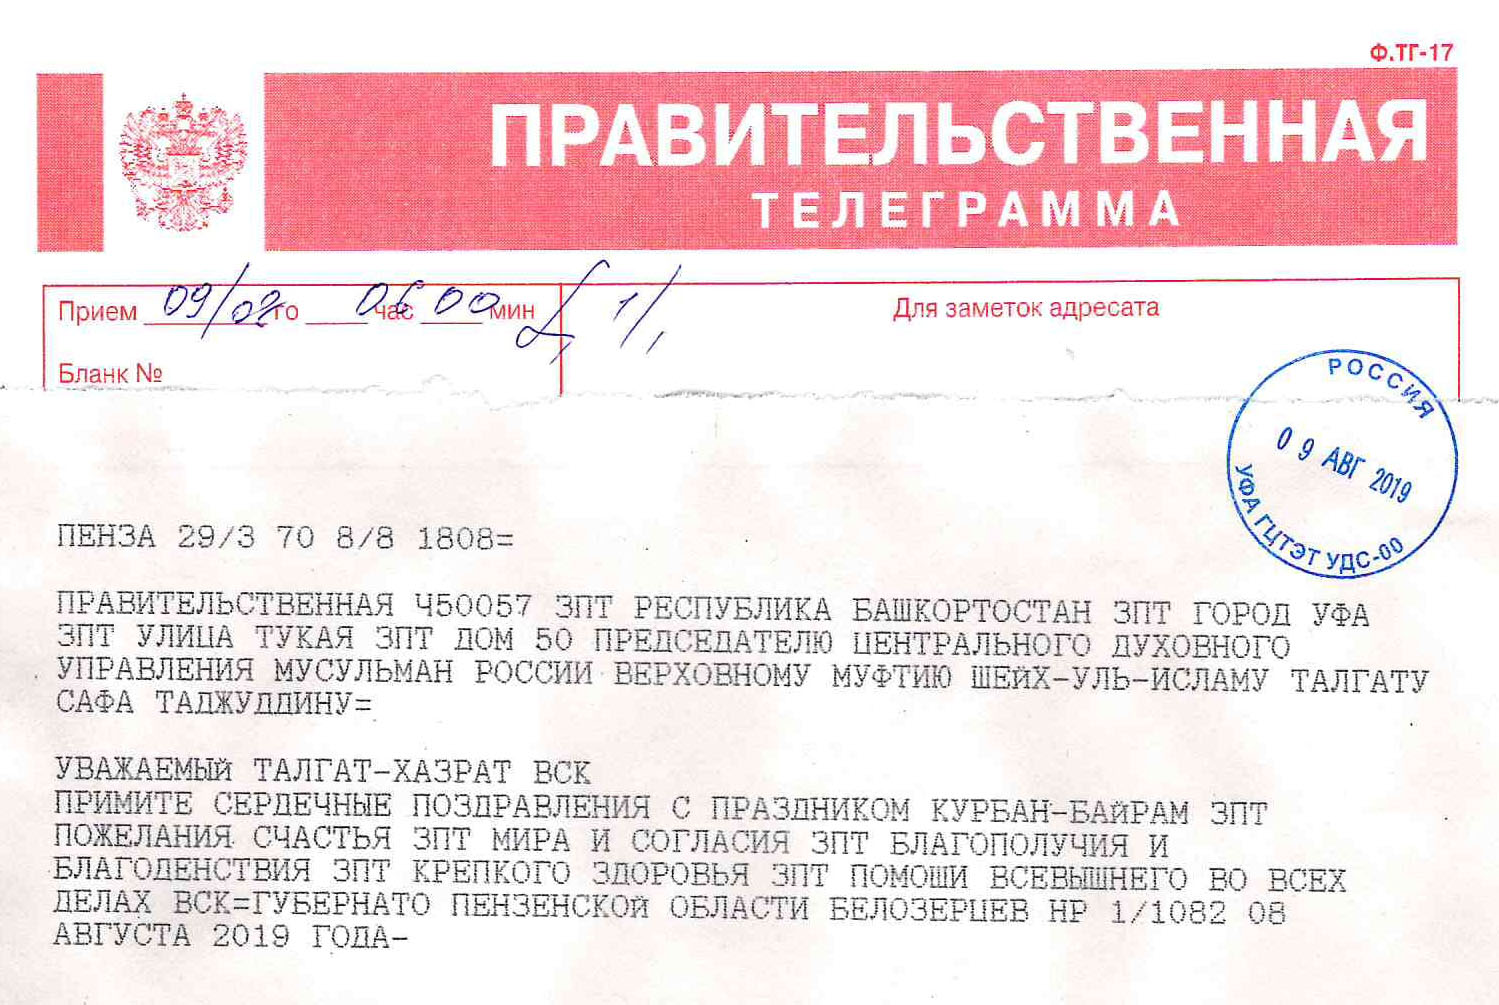 Ф.ТГ-17
ПРАВИТЕЛЬСТВЕННАЯ
ТЕЛЕГРАММА
Прием 09/08 го 06 час 00 мин
Для заметок адресата
Бланк №
РОССИЯ
09 АВГ 2019
УФА ГЦТЭТ УДС-00
ПЕНЗА 29/3 70 8/8 1808=
ПРАВИТЕЛЬСТВЕННАЯ Ч50057 ЗПТ РЕСПУБЛИКА БАШКОРТОСТАН ЗПТ ГОРОД УФА
ЗПТ УЛИЦА ТУКАЯ ЗПТ ДОМ 50 ПРЕДСЕДАТЕЛЮ ЦЕНТРАЛЬНОГО ДУХОВНОГО
УПРАВЛЕНИЯ МУСУЛЬМАН РОССИИ ВЕРХОВНОМУ МУФТИЮ ШЕЙХ-УЛЬ-ИСЛАМУ ТАЛГАТУ
САФА ТАДЖУДДИНУ=
УВАЖАЕМЫЙ ТАЛГАТ-ХАЗРАТ ВСК
ПРИМИТЕ СЕРДЕЧНЫЕ ПОЗДРАВЛЕНИЯ С ПРАЗДНИКОМ КУРБАН-БАЙРАМ ЗПТ
ПОЖЕЛАНИЯ СЧАСТЬЯ ЗПТ МИРА И СОГЛАСИЯ ЗПТ БЛАГОПОЛУЧИЯ И
БЛАГОДЕНСТВИЯ ЗПТ КРЕПКОГО ЗДОРОВЬЯ ЗПТ ПОМОЩИ ВСЕВЫШНЕГО ВО ВСЕХ
ДЕЛАХ ВСК=ГУБЕРНАТО ПЕНЗЕНСКОЙ ОБЛАСТИ БЕЛОЗЕРЦЕВ НР 1/1082 08
АВГУСТА 2019 ГОДА-